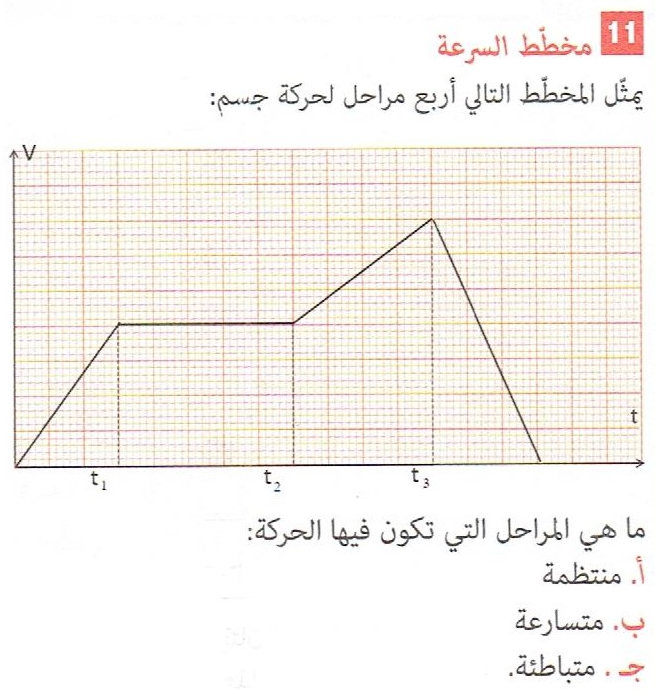 11 مخطّط السرعة
يمثّل المخطّط التالي أربع مراحل لحركة جسم:
V
t
t₁ t₂ t₃
ما هي المراحل التي تكون فيها الحركة:
أ. منتظمة
ب. متسارعة
جـ. متباطئة.